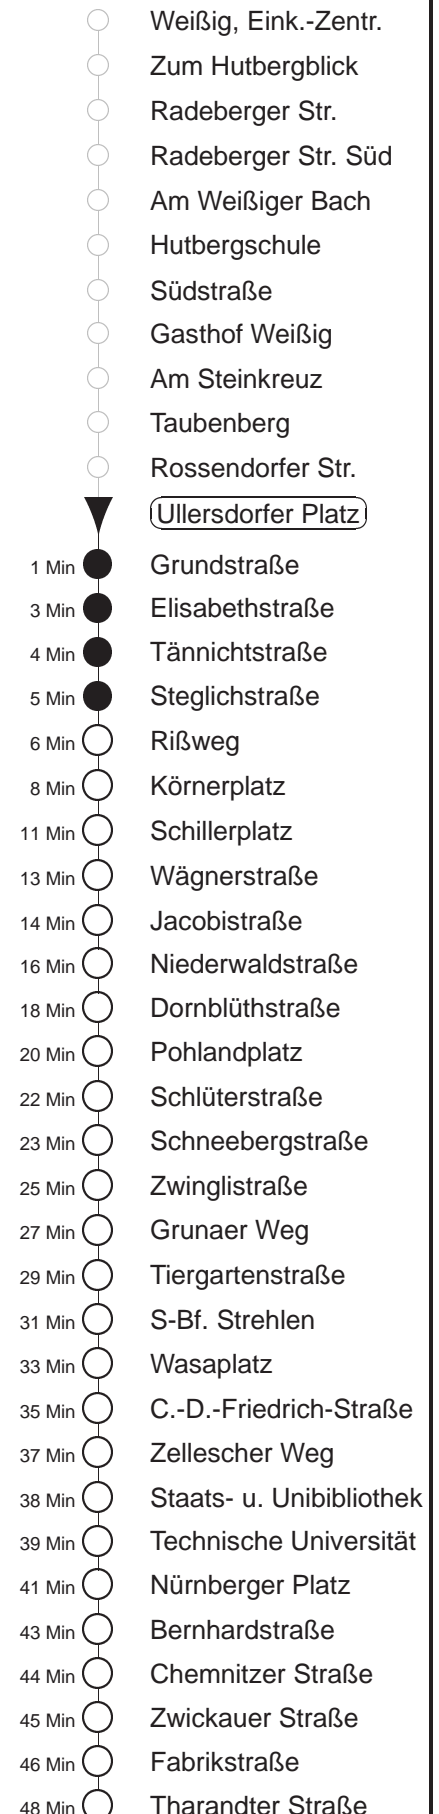 Weißig, Eink.-Zentr.
Zum Hutbergblick
Radeberger Str.
Radeberger Str. Süd
Am Weißiger Bach
Hutbergschule
Südstraße
Gasthof Weißig
Am Steinkreuz
Taubenberg
Rossendorfer Str.
Ullersdorfer Platz
1 Min Grundstraße
3 Min Elisabethstraße
4 Min Tännichtstraße
5 Min Steglichstraße
6 Min Rißweg
8 Min Körnerplatz
11 Min Schillerplatz
13 Min Wägnerstraße
14 Min Jacobistraße
16 Min Niederwaldstraße
18 Min Dornblüthstraße
20 Min Pohlandplatz
22 Min Schlüterstraße
23 Min Schneebergstraße
25 Min Zwinglistraße
27 Min Grunaer Weg
29 Min Tiergartenstraße
31 Min S-Bf. Strehlen
33 Min Wasaplatz
35 Min C.-D.-Friedrich-Straße
37 Min Zellescher Weg
38 Min Staats- u. Unibibliothek
39 Min Technische Universität
41 Min Nürnberger Platz
43 Min Bernhardstraße
44 Min Chemnitzer Straße
45 Min Zwickauer Straße
46 Min Fabrikstraße
48 Min Tharandter Straße